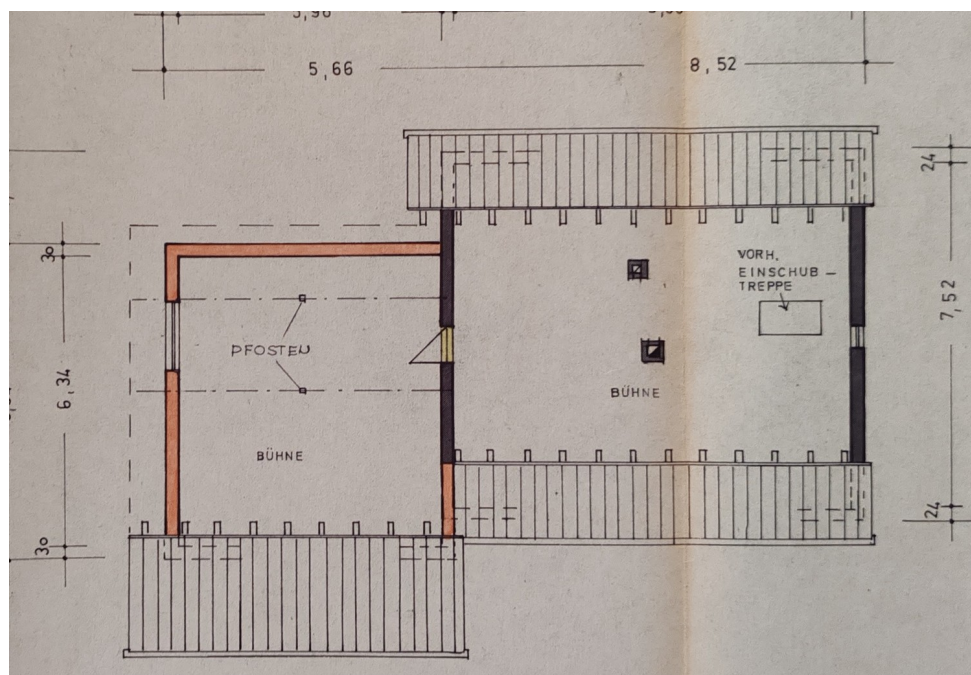 5,66
8,52
24
30
VORH.
EINSCHUB –
TREPPE
7,52
PFOSTEN
6,34
BÜHNE
BÜHNE
24
30